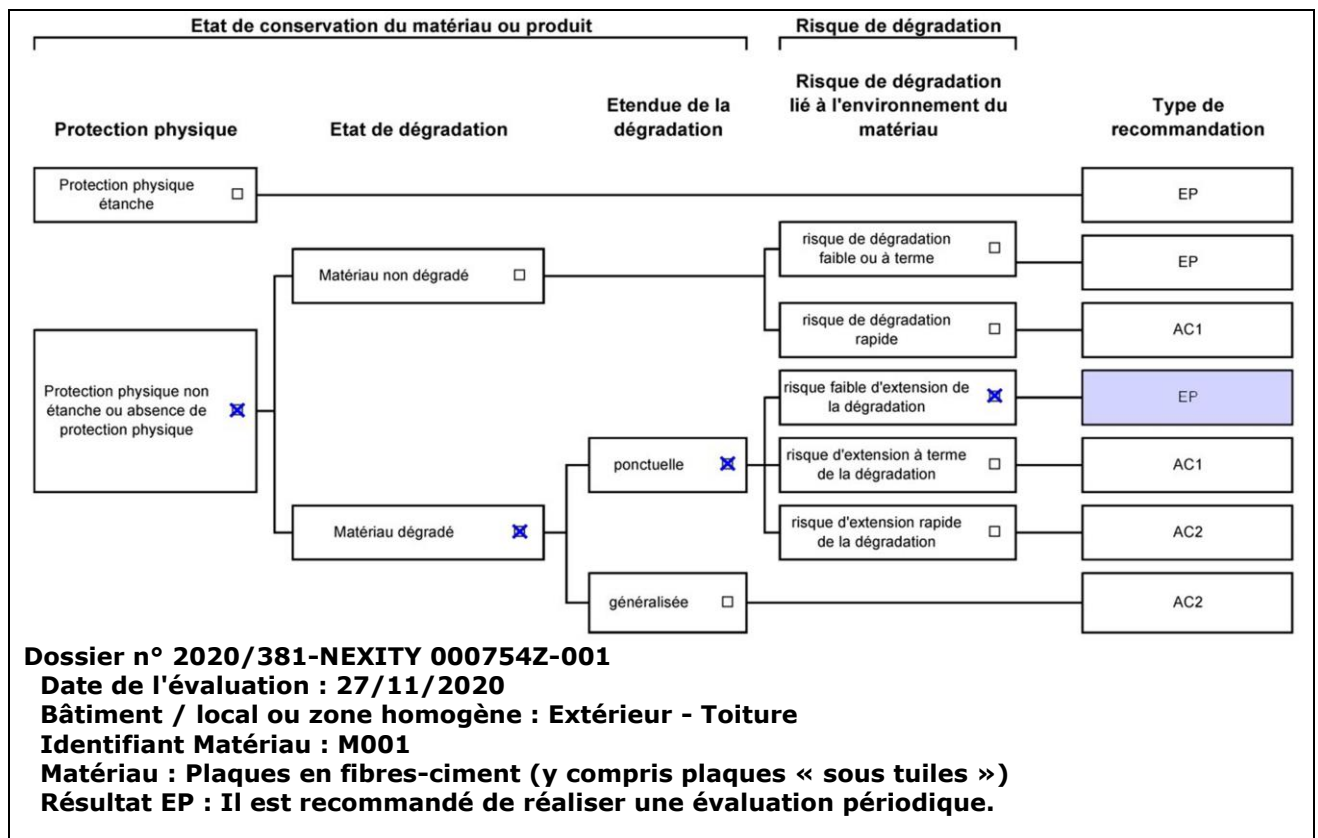 Etat de conservation du matériau ou produit
Risque de dégradation
Protection physique
Etat de dégradation
Etendue de la
dégradation
Risque de dégradation
lié à l'environnement du
matériau
Type de
recommandation
Protection physique
étanche
EP
Matériau non dégradé
risque de dégradation
faible ou à terme
EP
risque de dégradation
rapide
AC1
Protection physique non
étanche ou absence de
protection physique
risque faible d'extension de
la dégradation
EP
ponctuelle
risque d'extension à terme
de la dégradation
AC1
Matériau dégradé
risque d'extension rapide
de la dégradation
AC2
généralisée
AC2
Dossier n° 2020/381-NEXITY 000754Z-001
Date de l'évaluation : 27/11/2020
Bâtiment / local ou zone homogène : Extérieur - Toiture
Identifiant Matériau : M001
Matériau : Plaques en fibres-ciment (y compris plaques « sous tuiles »)
Résultat EP : Il est recommandé de réaliser une évaluation périodique.